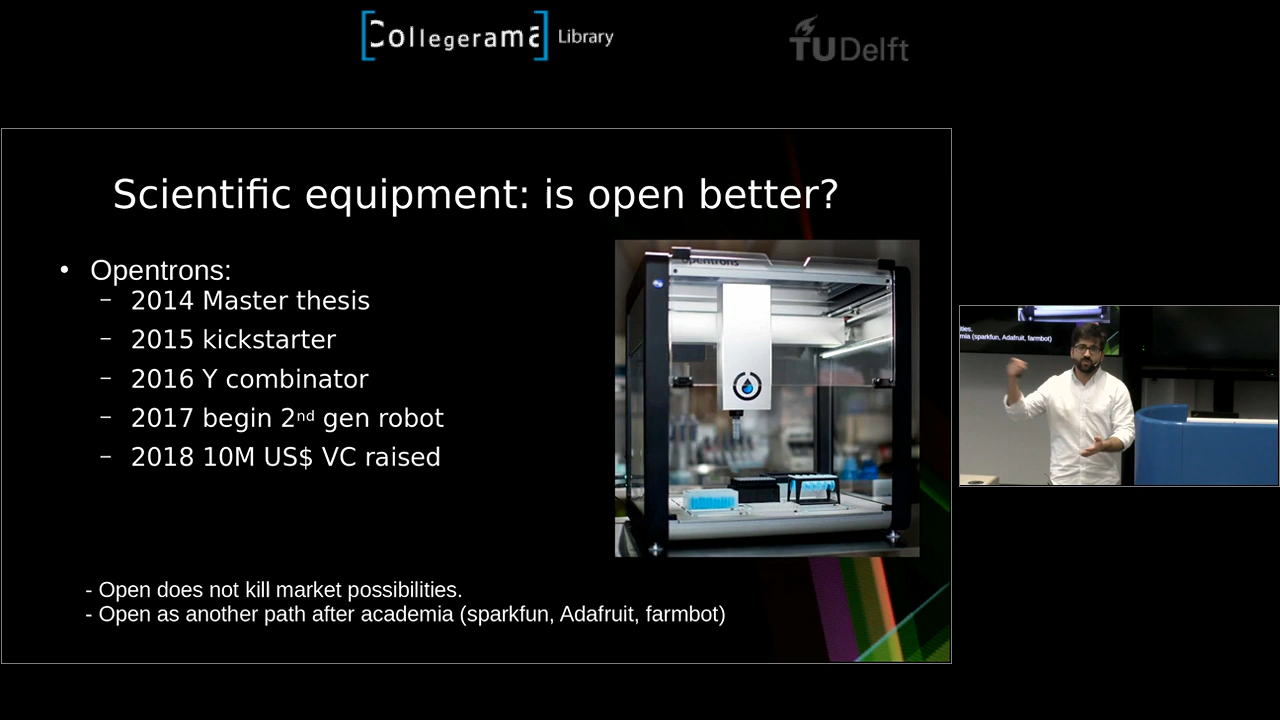 Collegerama Library
TU Delft
Scientific equipment: is open better?
• Opentrons:
– 2014 Master thesis
– 2015 kickstarter
– 2016 Y combinator
– 2017 begin 2nd gen robot
– 2018 10M US$ VC raised
opentrons
- Open does not kill market possibilities.
- Open as another path after academia (sparkfun, Adafruit, farmbot)
ties.
mia (sparkfun, Adafruit, farmbot)